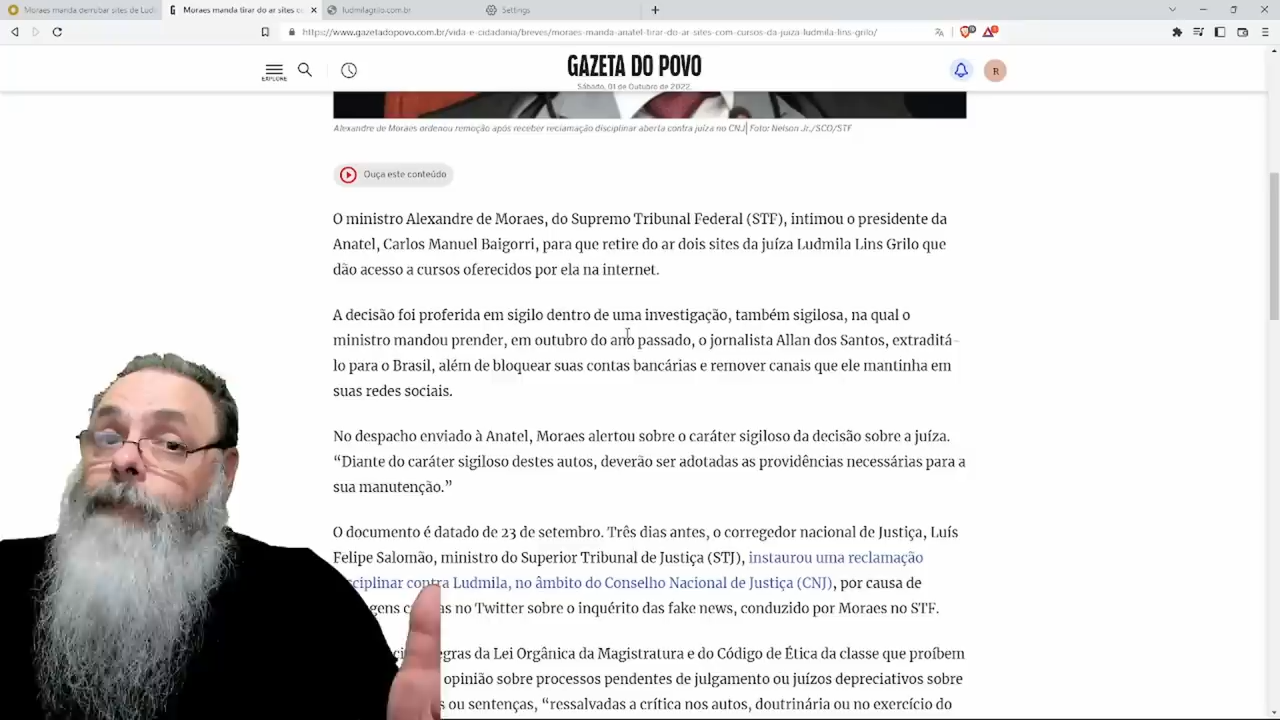 Moraes manda derrubar sites de Ludi
Moraes manda tirar do ar sites c
ludmilagrilo.com.br
Settings
https://www.gazetadopovo.com.br/vida-e-cidadania/breves/moraes-manda-anatel-tirar-do-ar-sites-com-cursos-da-juiza-ludmila-lins-grilo/
EXPLORE
GAZETA DO POVO
Sábado, 01 de Outubro de 2022.
R
Alexandre de Moraes ordenou remoção após receber reclamação disciplinar aberta contra juíza no CNJ| Foto: Nelson Jr./SCO/STF
Ouça este conteúdo
O ministro Alexandre de Moraes, do Supremo Tribunal Federal (STF), intimou o presidente da
Anatel, Carlos Manuel Baigorri, para que retire do ar dois sites da juíza Ludmila Lins Grilo que
dão acesso a cursos oferecidos por ela na internet.
A decisão foi proferida em sigilo dentro de uma investigação, também sigilosa, na qual o
ministro mandou prender, em outubro do ano passado, o jornalista Allan dos Santos, extraditá-
lo para o Brasil, além de bloquear suas contas bancárias e remover canais que ele mantinha em
suas redes sociais.
No despacho enviado à Anatel, Moraes alertou sobre o caráter sigiloso da decisão sobre a juíza.
“Diante do caráter sigiloso destes autos, deverão ser adotadas as providências necessárias para a
sua manutenção.”
O documento é datado de 23 de setembro. Três dias antes, o corregedor nacional de Justiça, Luís
Felipe Salomão, ministro do Superior Tribunal de Justiça (STJ), instaurou uma reclamação
disciplinar contra Ludmila, no âmbito do Conselho Nacional de Justiça (CNJ), por causa de
no Twitter sobre o inquérito das fake news, conduzido por Moraes no STF.
egras da Lei Orgânica da Magistratura e do Código de Ética da classe que proíbem
opinião sobre processos pendentes de julgamento ou juízos depreciativos sobre
ou sentenças, “ressalvadas a crítica nos autos, doutrinária ou no exercício do